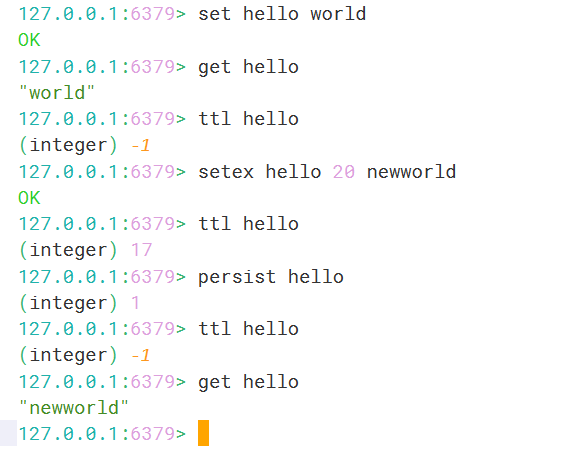 127.0.0.1:6379> set hello world
OK
127.0.0.1:6379> get hello
"world"
127.0.0.1:6379> ttl hello
(integer) -1
127.0.0.1:6379> setex hello 20 newworld
OK
127.0.0.1:6379> ttl hello
(integer) 17
127.0.0.1:6379> persist hello
(integer) 1
127.0.0.1:6379> ttl hello
(integer) -1
127.0.0.1:6379> get hello
"newworld"
127.0.0.1:6379>